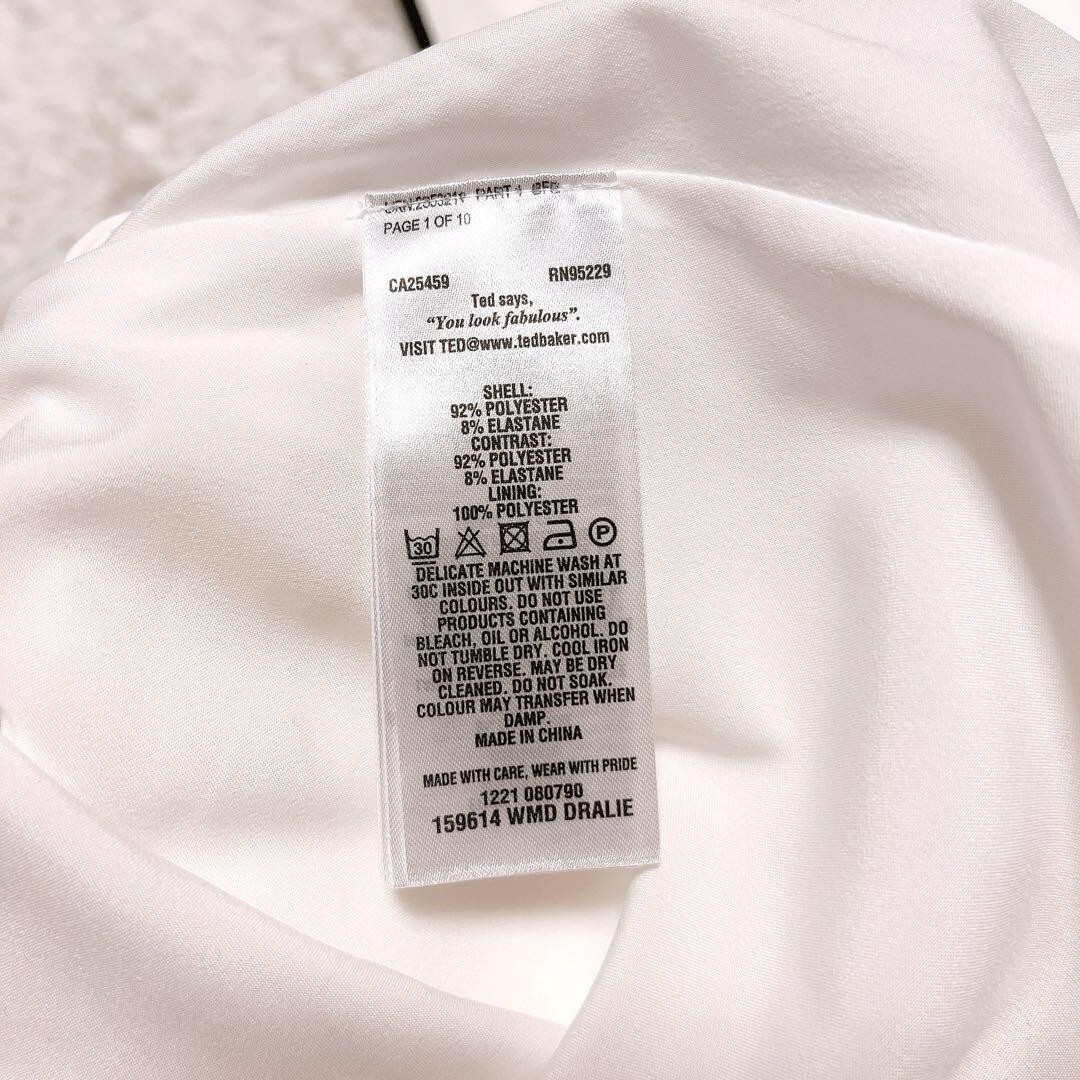 PART 1
PAGE 1 OF 10
CA25459 RN95229
Ted says,
“You look fabulous”.
VISIT TED@www.tedbaker.com
SHELL:
92% POLYESTER
8% ELASTANE
CONTRAST:
92% POLYESTER
8% ELASTANE
LINING:
100% POLYESTER
30 P
DELICATE MACHINE WASH AT
30C INSIDE OUT WITH SIMILAR
COLOURS. DO NOT USE
PRODUCTS CONTAINING
BLEACH, OIL OR ALCOHOL. DO
NOT TUMBLE DRY. COOL IRON
ON REVERSE. MAY BE DRY
CLEANED. DO NOT SOAK.
COLOUR MAY TRANSFER WHEN
DAMP.
MADE IN CHINA
MADE WITH CARE, WEAR WITH PRIDE
1221 080790
159614 WMD DRALIE